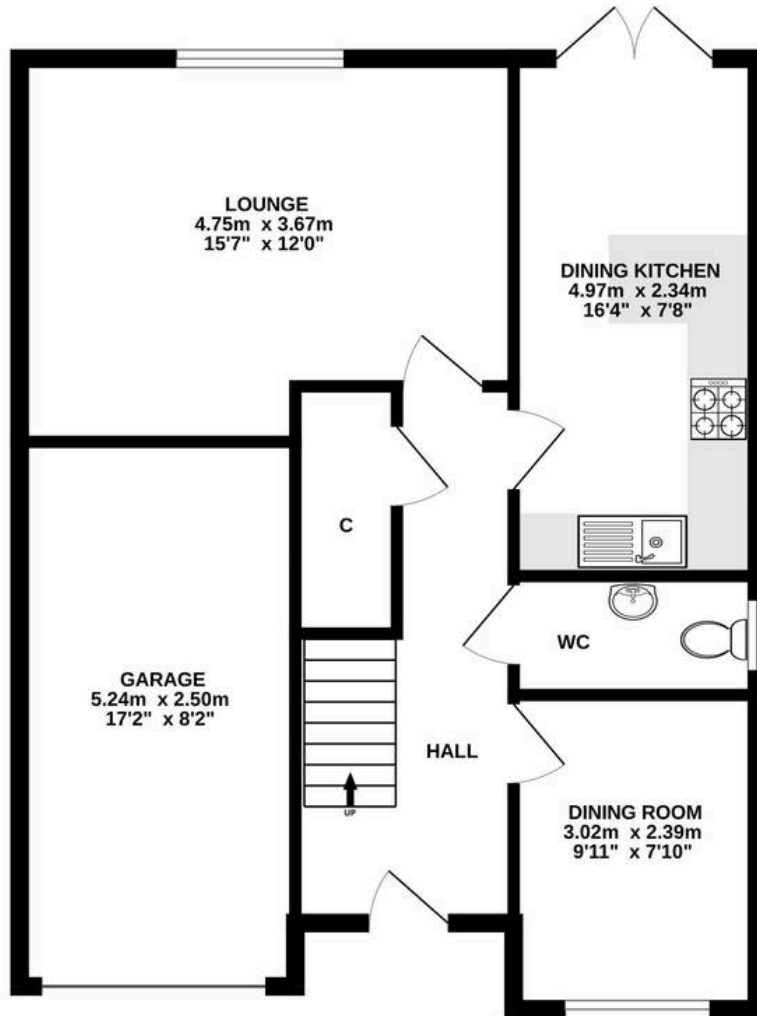 LOUNGE
4.75m x 3.67m
15'7" x 12'0"
DINING KITCHEN
4.97m x 2.34m
16'4" x 7'8"
C
WC
GARAGE
5.24m x 2.50m
17'2" x 8'2"
HALL
UP
DINING ROOM
3.02m x 2.39m
9'11" x 7'10"